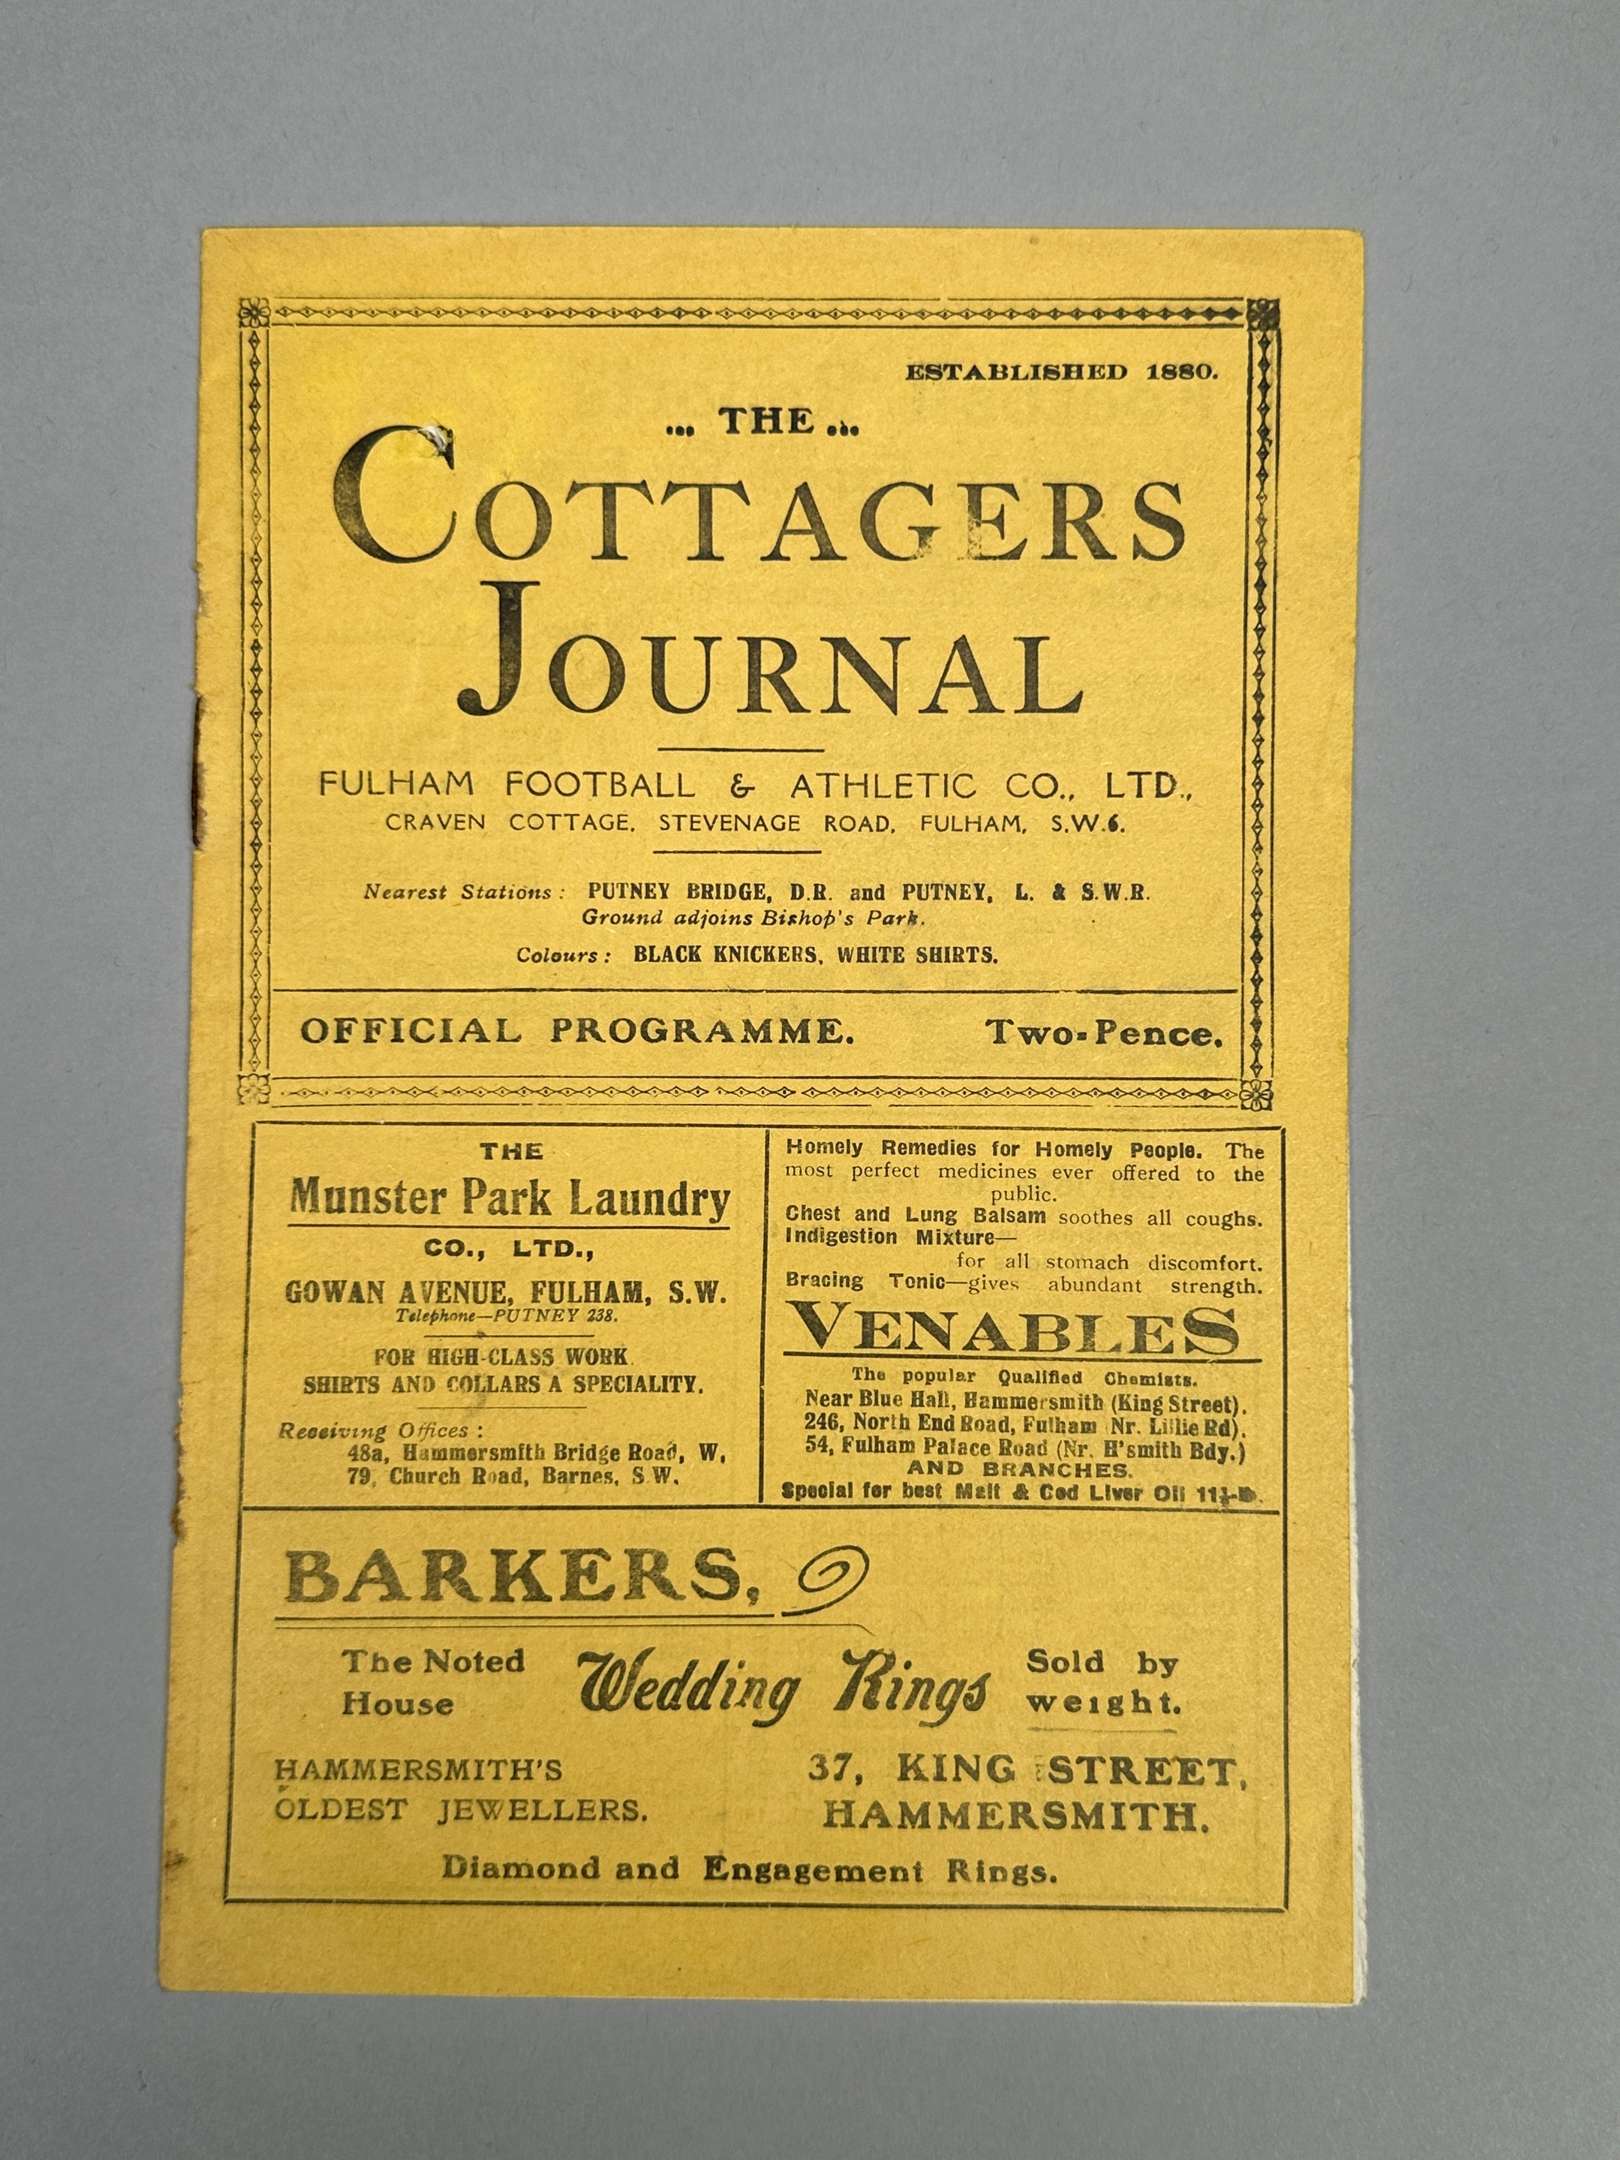 ESTABLISHED 1880.
... THE ...
COTTAGERS
JOURNAL
FULHAM FOOTBALL & ATHLETIC CO., LTD.,
CRAVEN COTTAGE, STEVENAGE ROAD, FULHAM, S.W.6.
Nearest Stations: PUTNEY BRIDGE, D.R. and PUTNEY, L. & S.W.R.
Ground adjoins Bishop's Park.
Colours: BLACK KNICKERS, WHITE SHIRTS.
OFFICIAL PROGRAMME. Two-Pence.
THE
Munster Park Laundry
CO., LTD.,
GOWAN AVENUE, FULHAM, S.W.
Telephone—PUTNEY 238.
FOR HIGH-CLASS WORK
SHIRTS AND COLLARS A SPECIALITY.
Receiving Offices:
48a, Hammersmith Bridge Road, W,
79, Church Road, Barnes, S.W.
Homely Remedies for Homely People. The
most perfect medicines ever offered to the
public.
Chest and Lung Balsam soothes all coughs.
Indigestion Mixture—
for all stomach discomfort.
Bracing Tonic—gives abundant strength.
VENABLES
The popular Qualified Chemists.
Near Blue Hall, Hammersmith (King Street).
246, North End Road, Fulham (Nr. Lillie Rd).
54, Fulham Palace Road (Nr. H'smith Bdy.)
AND BRANCHES.
Special for best Malt & Cod Liver Oil 11½-D.
BARKERS,
The Noted
House
Wedding Rings
Sold by
weight.
HAMMERSMITH'S
OLDEST JEWELLERS.
37, KING STREET,
HAMMERSMITH.
Diamond and Engagement Rings.